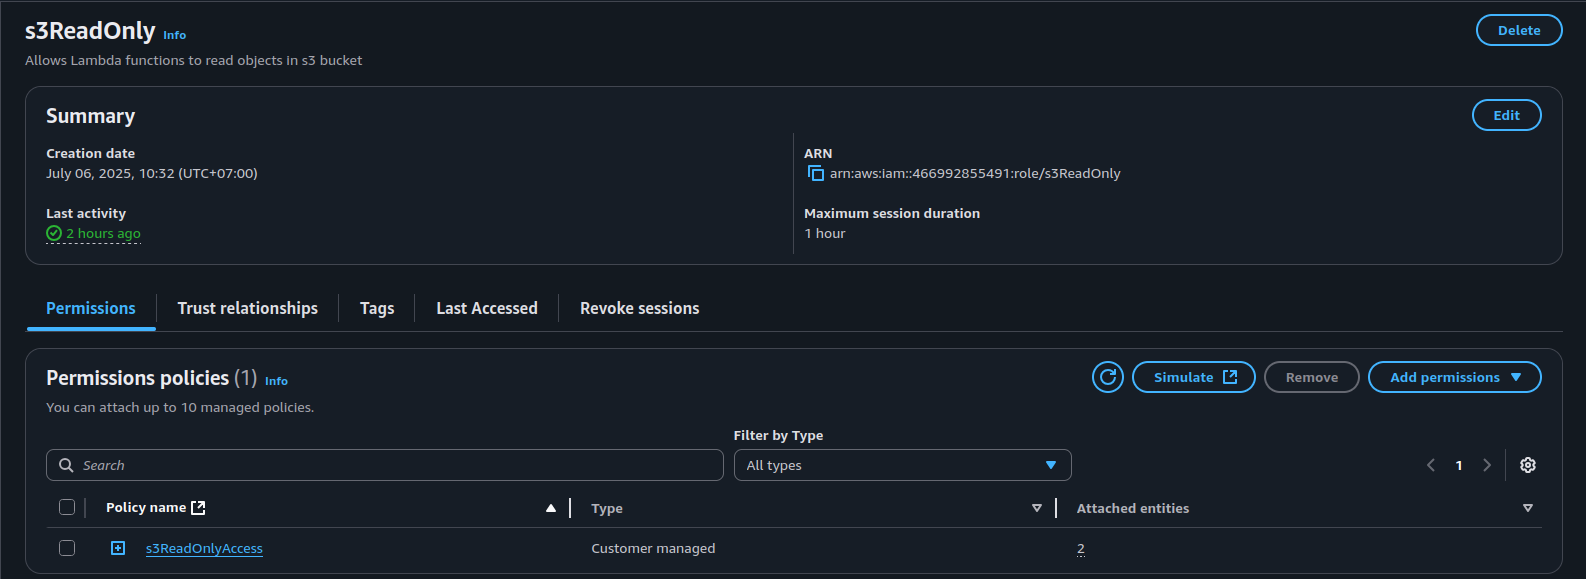 s3ReadOnly Info
Delete
Allows Lambda functions to read objects in s3 bucket
Summary
Edit
Creation date
July 06, 2025, 10:32 (UTC+07:00)
ARN
arn:aws:iam::466992855491:role/s3ReadOnly
Last activity
2 hours ago
Maximum session duration
1 hour
Permissions
Trust relationships
Tags
Last Accessed
Revoke sessions
Permissions policies (1) Info
Simulate
Remove
Add permissions
You can attach up to 10 managed policies.
Filter by Type
Search
All types
1
Policy name
Type
Attached entities
s3ReadOnlyAccess
Customer managed
2